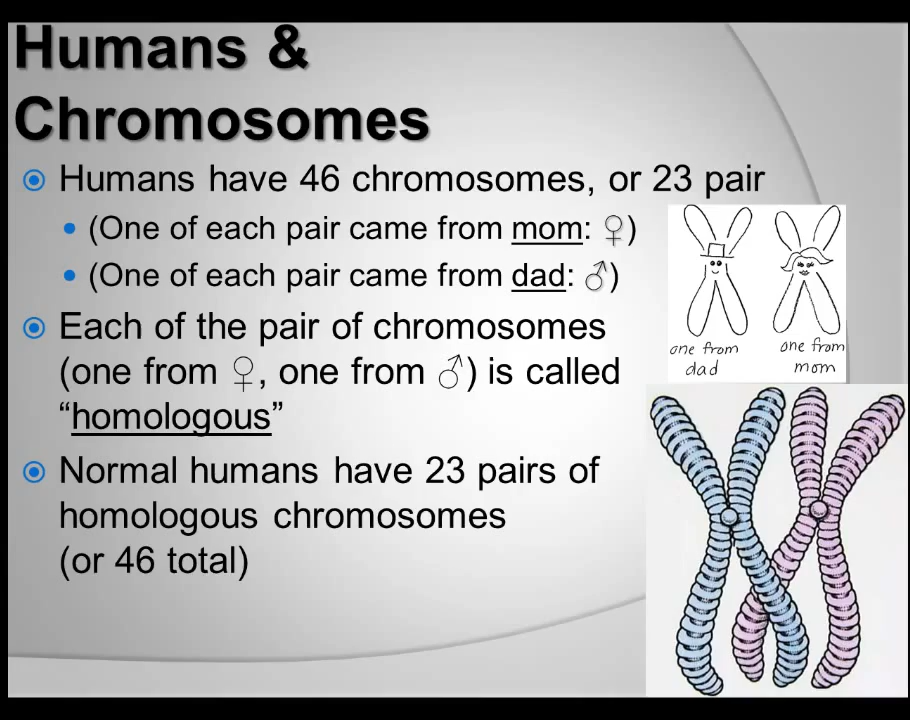 Humans &
Chromosomes
Humans have 46 chromosomes, or 23 pair
(One of each pair came from mom: ♀)
(One of each pair came from dad: ♂)
Each of the pair of chromosomes
(one from ♀, one from ♂) is called
“homologous”
Normal humans have 23 pairs of
homologous chromosomes
(or 46 total)
one from
dad
one from
mom